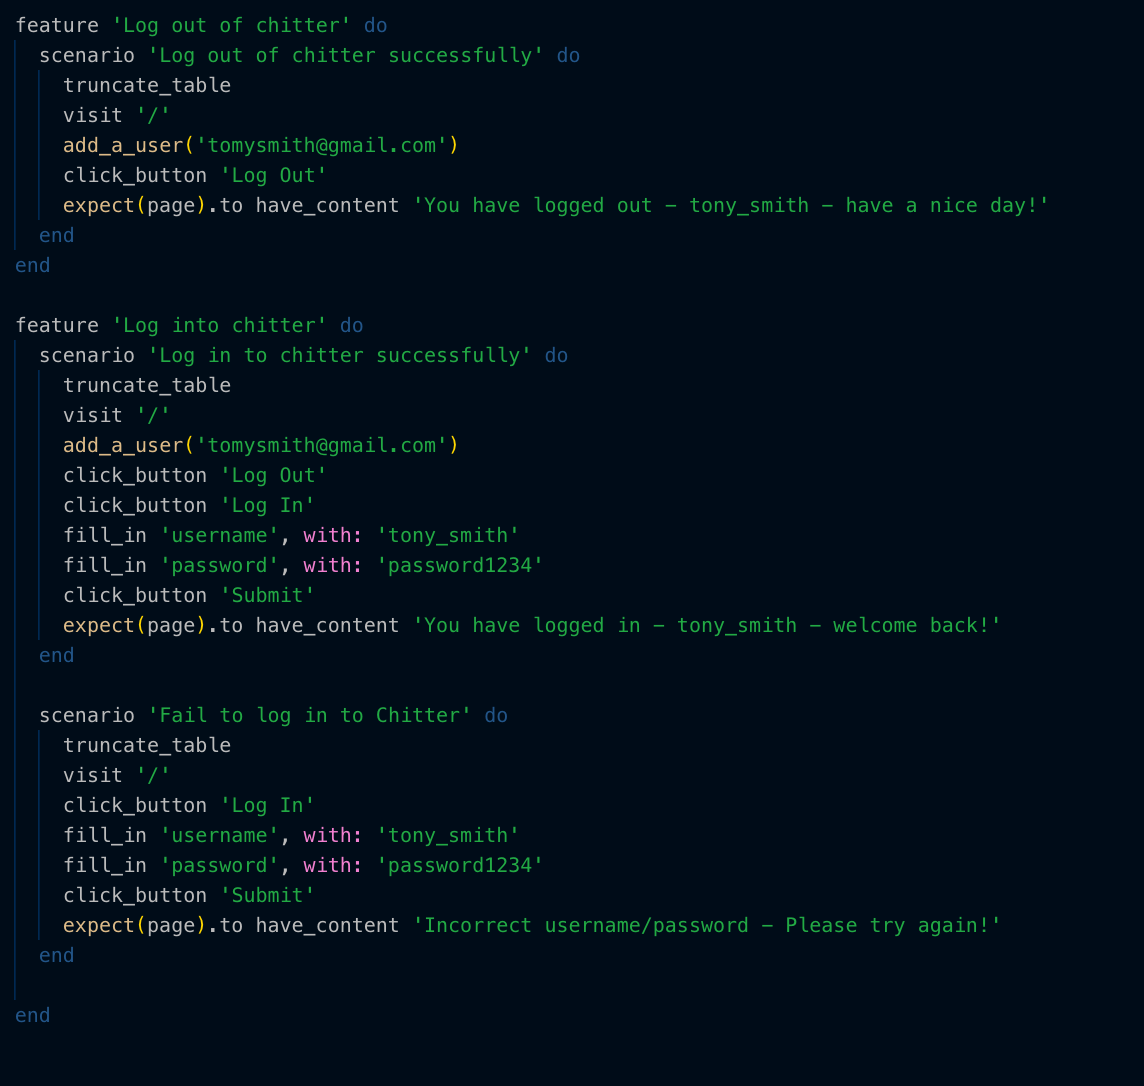 feature 'Log out of chitter' do
  scenario 'Log out of chitter successfully' do
    truncate_table
    visit '/'
    add_a_user('tomysmith@gmail.com')
    click_button 'Log Out'
    expect(page).to have_content 'You have logged out - tony_smith - have a nice day!'
  end
end

feature 'Log into chitter' do
  scenario 'Log in to chitter successfully' do
    truncate_table
    visit '/'
    add_a_user('tomysmith@gmail.com')
    click_button 'Log Out'
    click_button 'Log In'
    fill_in 'username', with: 'tony_smith'
    fill_in 'password', with: 'password1234'
    click_button 'Submit'
    expect(page).to have_content 'You have logged in - tony_smith - welcome back!'
  end

  scenario 'Fail to log in to Chitter' do
    truncate_table
    visit '/'
    click_button 'Log In'
    fill_in 'username', with: 'tony_smith'
    fill_in 'password', with: 'password1234'
    click_button 'Submit'
    expect(page).to have_content 'Incorrect username/password - Please try again!'
  end

end